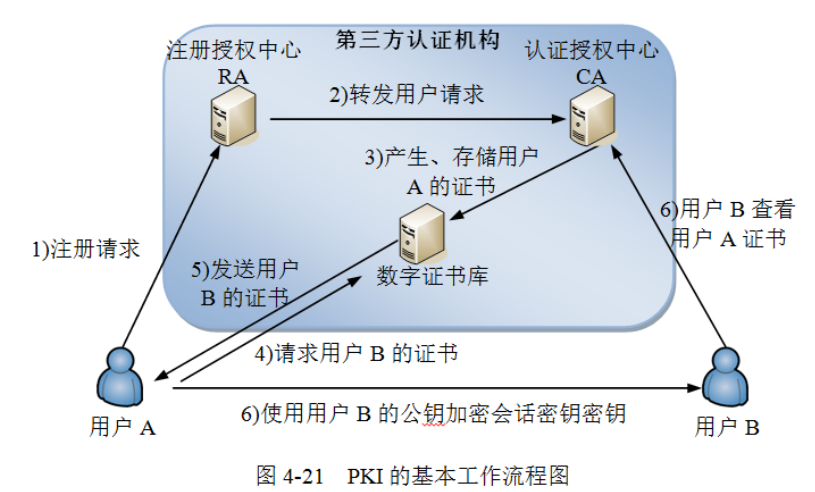 第三方认证机构
注册授权中心
RA
认证授权中心
CA
2)转发用户请求
3)产生、存储用户
A 的证书
6)用户 B 查看
用户 A 证书
1)注册请求
5)发送用户
B 的证书
数字证书库
4)请求用户 B 的证书
用户 A
6)使用用户 B 的公钥加密会话密钥密钥
用户 B
图 4-21 PKI 的基本工作流程图